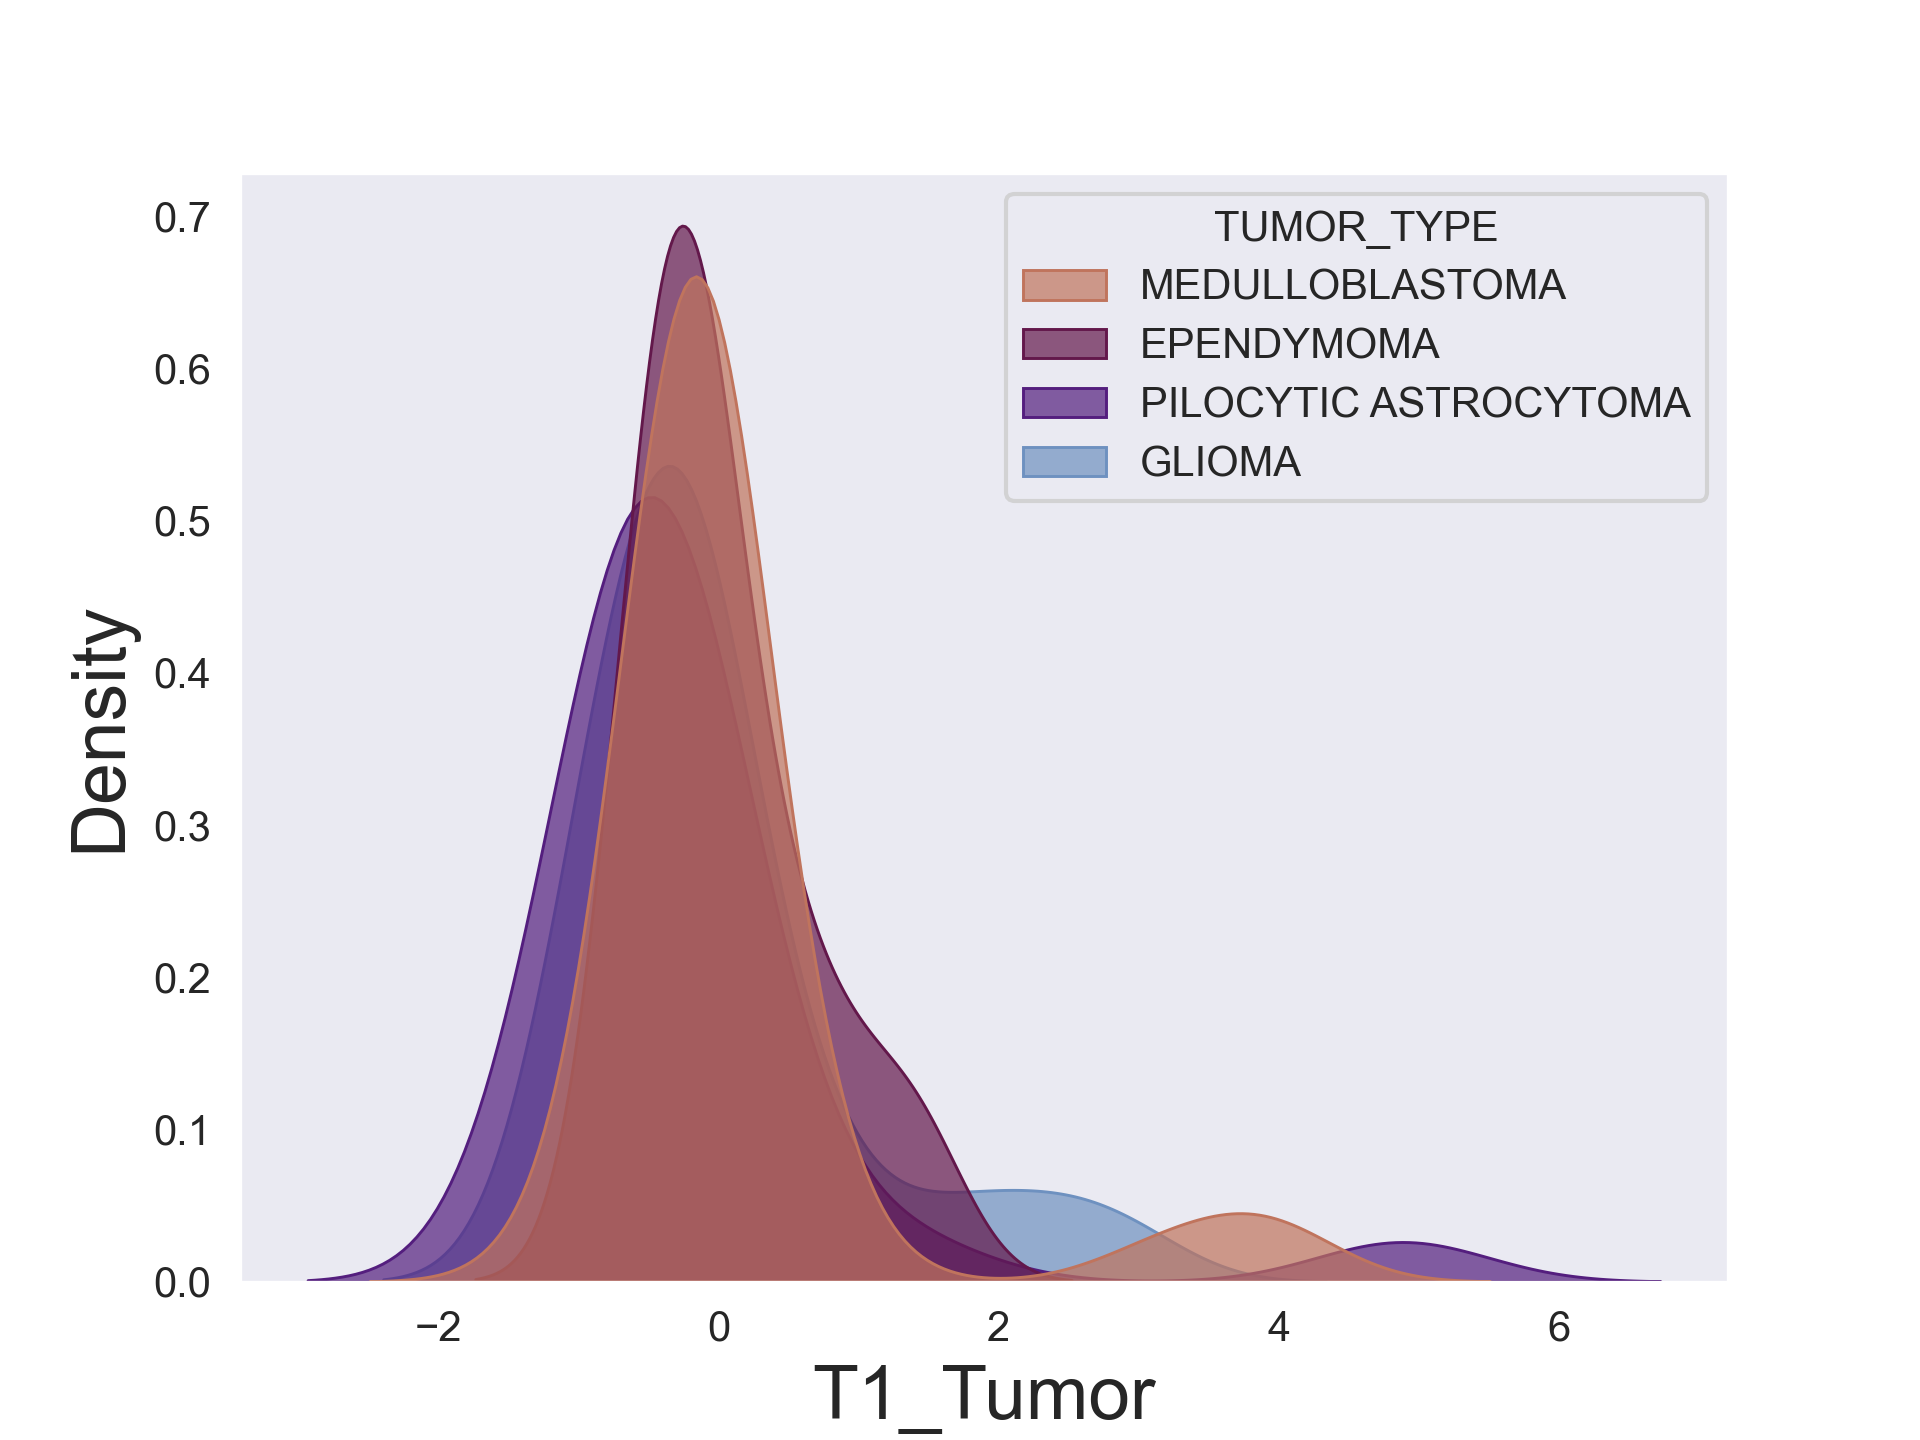 TUMOR_TYPE
MEDULLOBLASTOMA
EPENDYMOMA
PILOCYTIC ASTROCYTOMA
GLIOMA
Density
0.7
0.6
0.5
0.4
0.3
0.2
0.1
0.0
−2 0 2 4 6
T1_Tumor